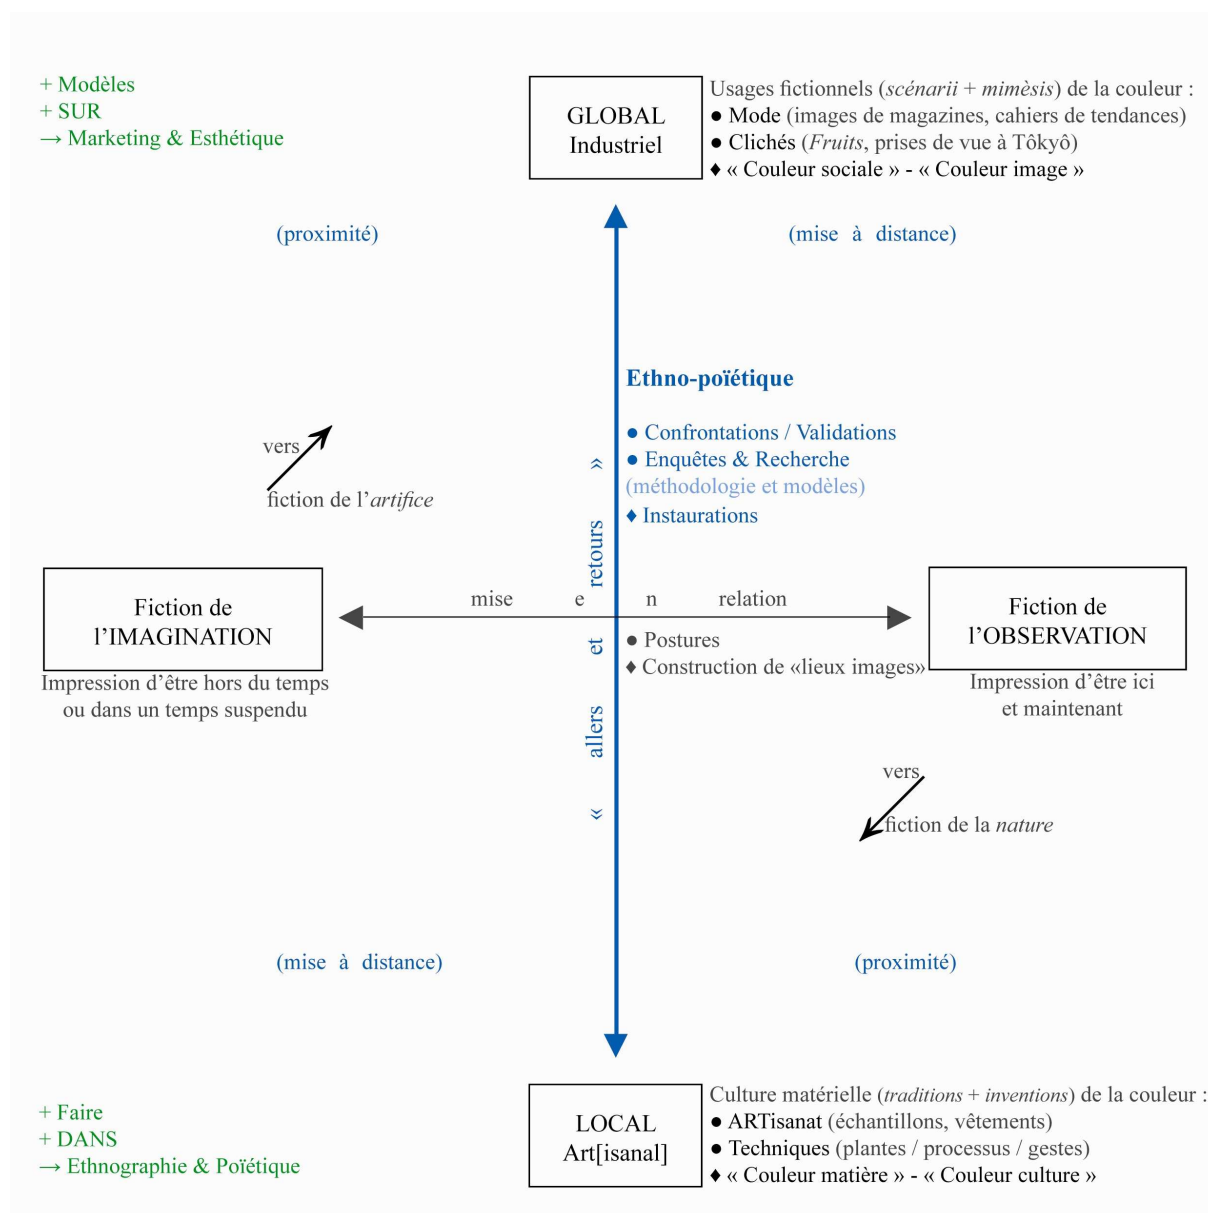 + Modèles
+ SUR
→ Marketing & Esthétique
GLOBAL
Industriel
Usages fictionnels (scénarii + mimèsis) de la couleur :
● Mode (images de magazines, cahiers de tendances)
● Clichés (Fruits, prises de vue à Tôkyô)
♦ « Couleur sociale » - « Couleur image »
(proximité)
(mise à distance)
Ethno-poïétique
● Confrontations / Validations
● Enquêtes & Recherche
(méthodologie et modèles)
♦ Instaurations
vers
fiction de l’artifice
« allers et retours »
Fiction de
l’IMAGINATION
Impression d’être hors du temps
ou dans un temps suspendu
mise e n relation
● Postures
♦ Construction de «lieux images»
Fiction de
l’OBSERVATION
Impression d’être ici
et maintenant
vers
fiction de la nature
(mise à distance)
(proximité)
+ Faire
+ DANS
→ Ethnographie & Poïétique
LOCAL
Art[isanal]
Culture matérielle (traditions + inventions) de la couleur :
● ARTisanat (échantillons, vêtements)
● Techniques (plantes / processus / gestes)
♦ « Couleur matière » - « Couleur culture »